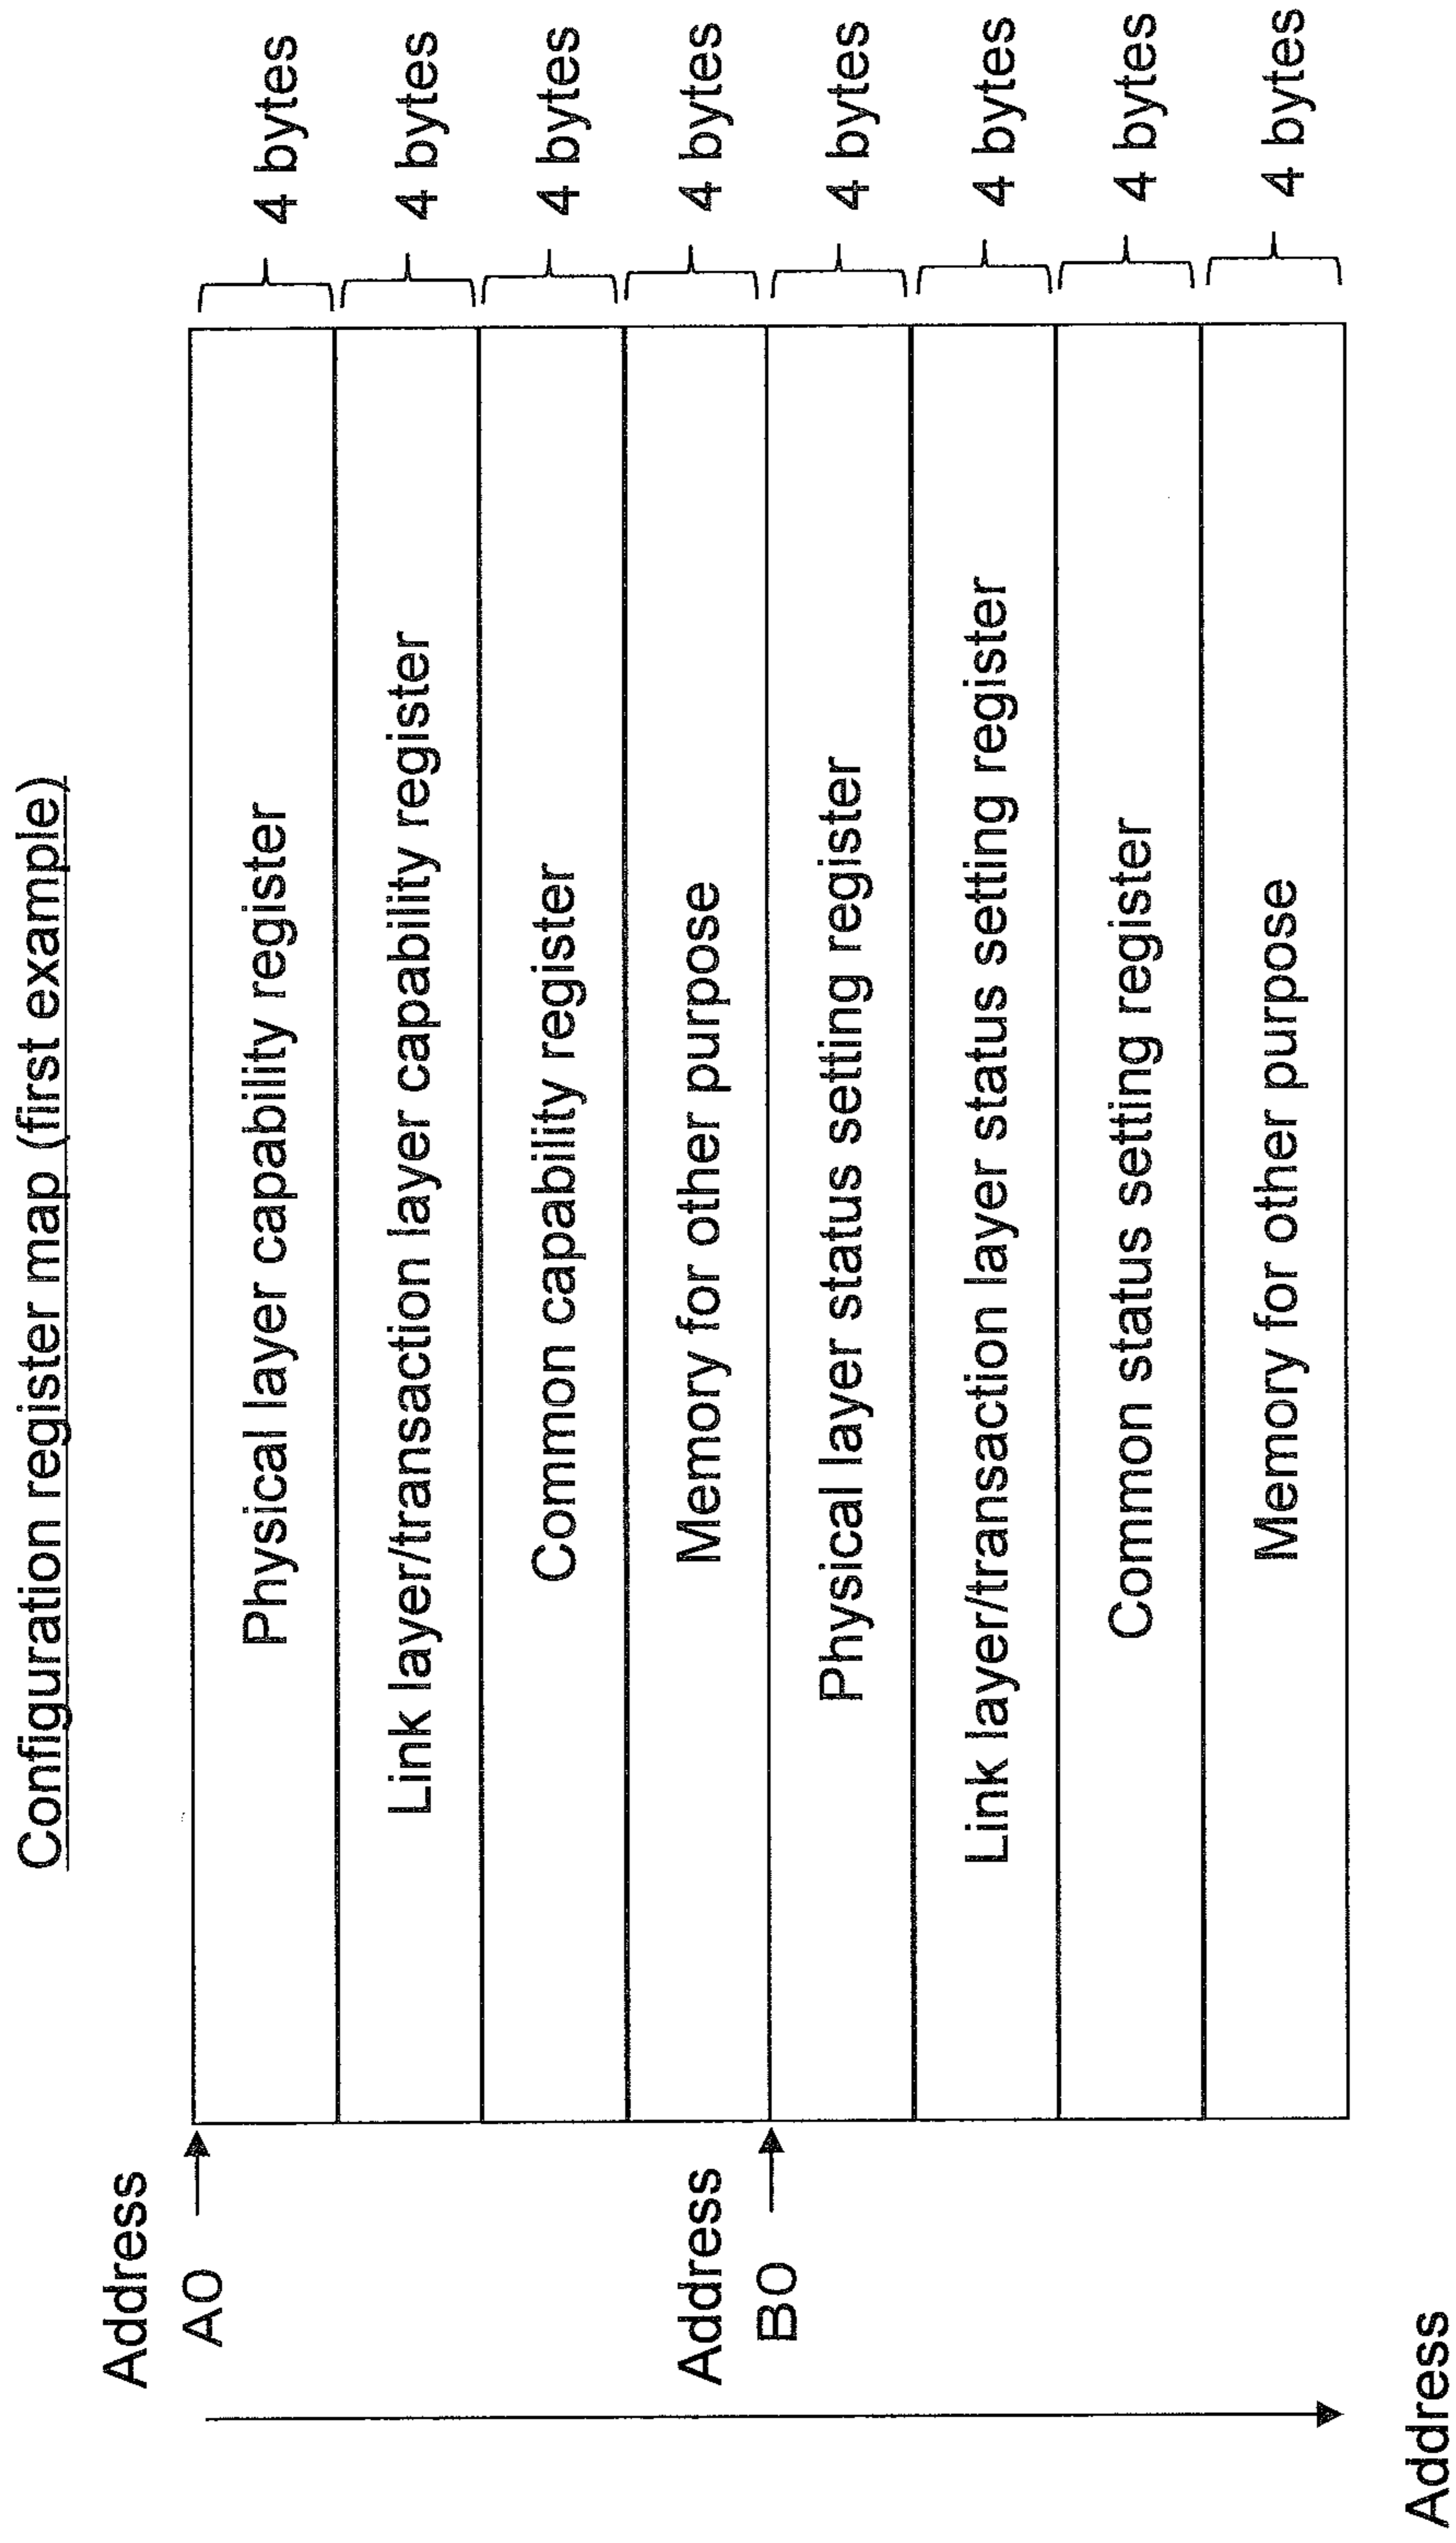 Configuration register map (first example)
Address
A0
Physical layer capability register
4 bytes
Link layer/transaction layer capability register
4 bytes
Common capability register
4 bytes
Memory for other purpose
4 bytes
Address
B0
Physical layer status setting register
4 bytes
Link layer/transaction layer status setting register
4 bytes
Common status setting register
4 bytes
Memory for other purpose
4 bytes
Address